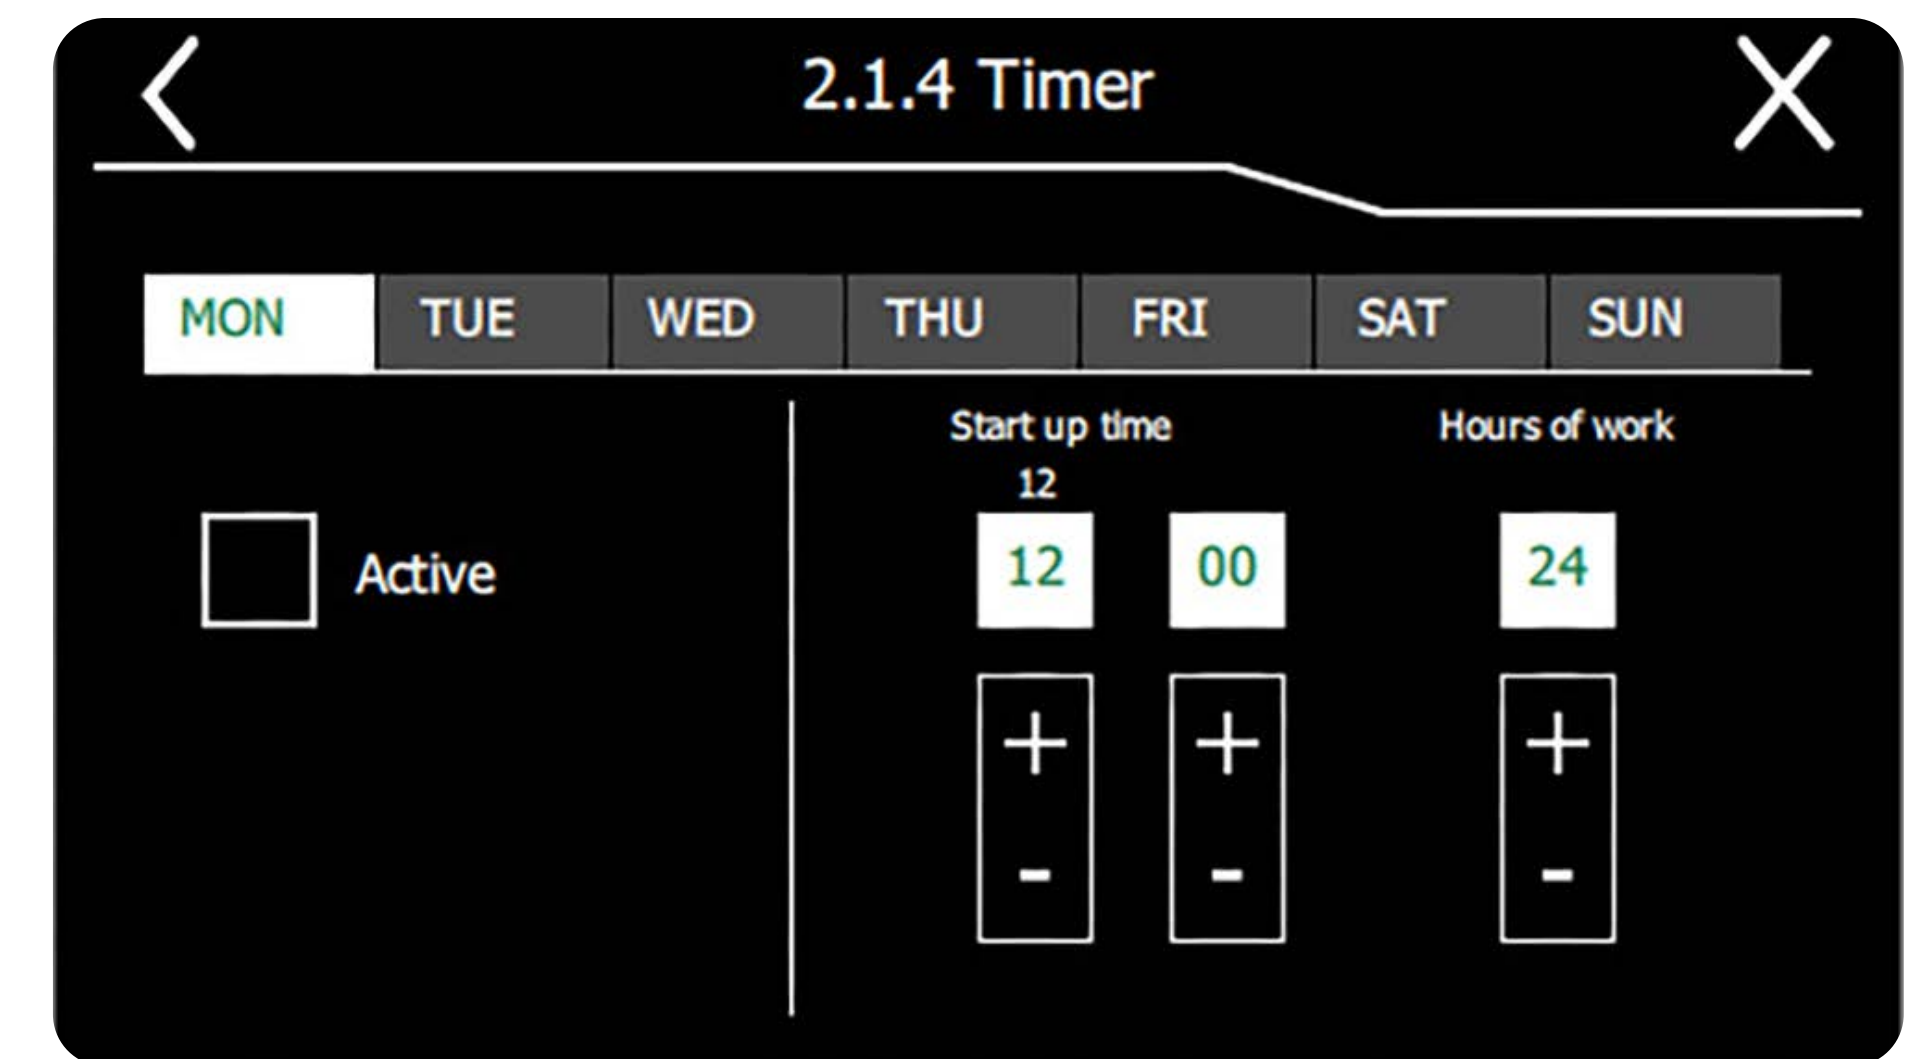 2.1.4 Timer
MON TUE WED THU FRI SAT SUN
Start up time Hours of work
12
Active 12 00 24
+ + +
- - -